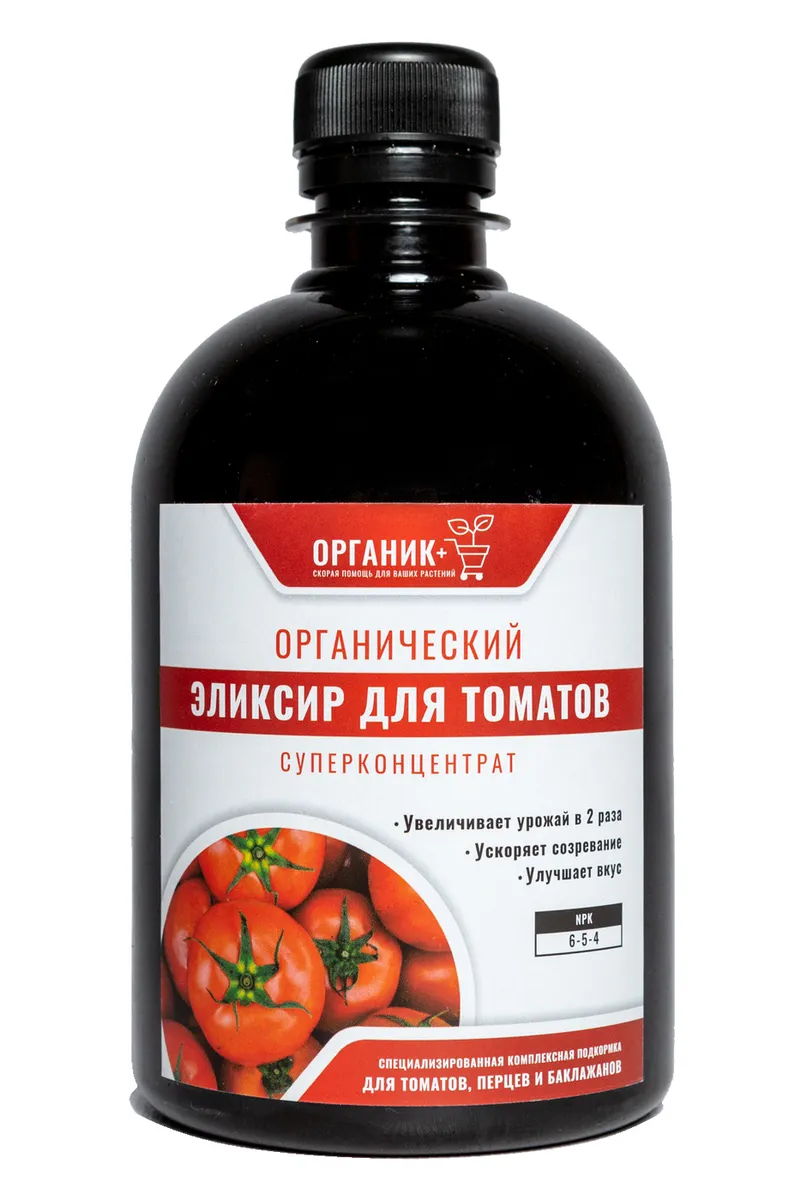 ОРГАНИК+
СКОРАЯ ПОМОЩЬ ДЛЯ ВАШИХ РАСТЕНИЙ
ОРГАНИЧЕСКИЙ
ЭЛИКСИР ДЛЯ ТОМАТОВ
СУПЕРКОНЦЕНТРАТ
• Увеличивает урожай в 2 раза
• Ускоряет созревание
• Улучшает вкус
NPK
6-5-4
СПЕЦИАЛИЗИРОВАННАЯ КОМПЛЕКСНАЯ ПОДКОРМКА
ДЛЯ ТОМАТОВ, ПЕРЦЕВ И БАКЛАЖАНОВ